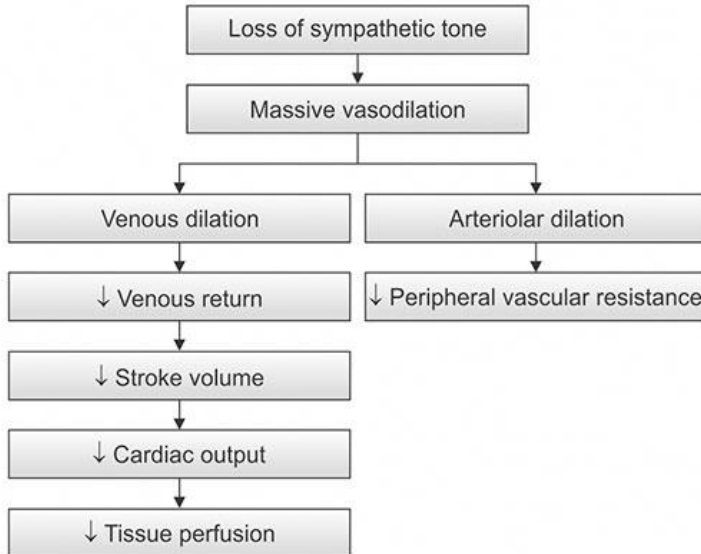 Loss of sympathetic tone
Massive vasodilation
Venous dilation
Arteriolar dilation
↓ Venous return
↓ Peripheral vascular resistance
↓ Stroke volume
↓ Cardiac output
↓ Tissue perfusion